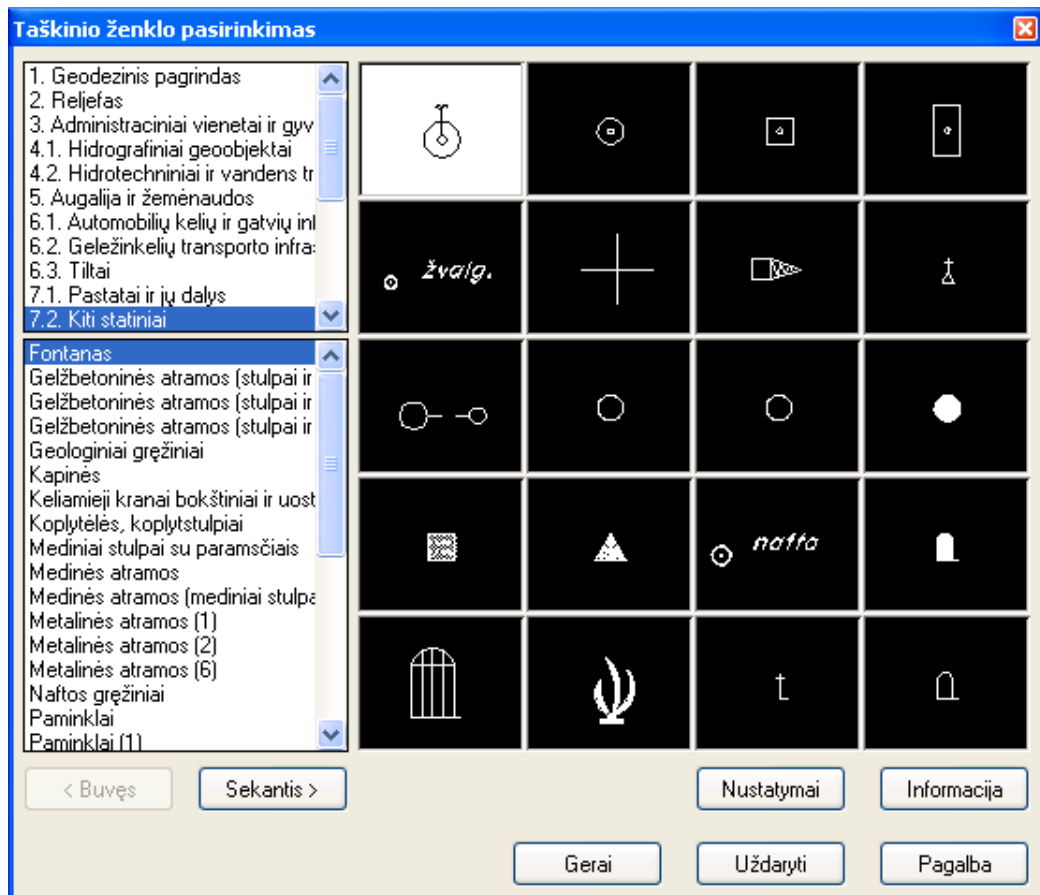 Taškinio ženklo pasirinkimas
1. Geodezinis pagrindas
2. Reljefas
3. Administraciniai vienetai ir gyv
4.1. Hidrografiniai geoobjektai
4.2. Hidrotechniniai ir vandens tr
5. Augalija ir žemėnaudos
6.1. Automobilių kelių ir gatvių inf
6.2. Geležinkelių transporto infra
6.3. Tiltai
7.1. Pastatai ir jų dalys
7.2. Kiti statiniai
Fontanas
Gelžbetoninės atramos (stulpai ir
Gelžbetoninės atramos (stulpai ir
Gelžbetoninės atramos (stulpai ir
Geologiniai gręžiniai
Kapinės
Keliamieji kranai bokštiniai ir uost
Koplytėlės, koplytstulpiai
Mediniai stulpai su paramsčiais
Medinės atramos
Medinės atramos (mediniai stulpa
Metalinės atramos (1)
Metalinės atramos (2)
Metalinės atramos (6)
Naftos gręžiniai
Paminklai
Paminklai (1)
žvalg.
nafta
< Buvęs
Sekantis >
Nustatymai
Informacija
Gerai
Uždaryti
Pagalba